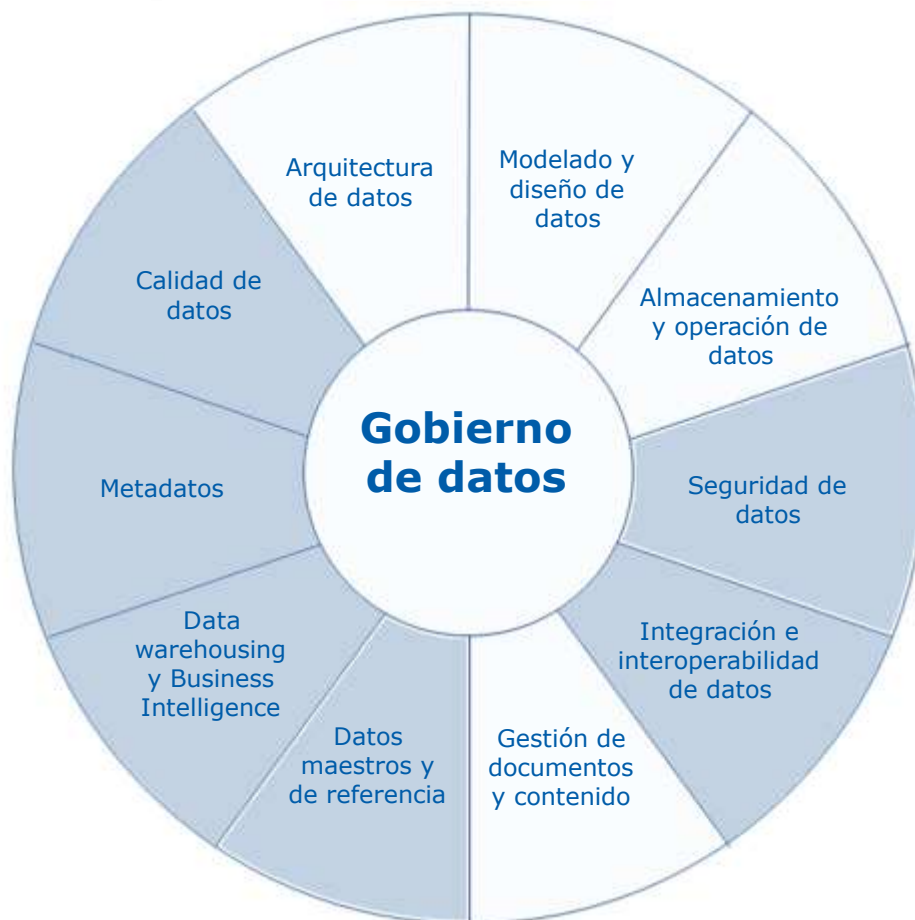 Arquitectura
de datos
Modelado y
diseño de
datos
Almacenamiento
y operación de
datos
Seguridad de
datos
Integración e
interoperabilidad
de datos
Gestión de
documentos
y contenido
Datos
maestros y
de referencia
Data
warehousing
y Business
Intelligence
Metadatos
Calidad de
datos
Gobierno
de datos